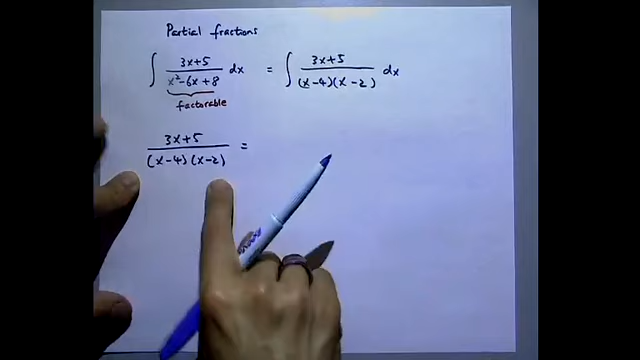 Partial fractions
∫ (3x+5)/(x²-6x+8) dx = ∫ (3x+5)/((x-4)(x-2)) dx
factorable
(3x+5)/((x-4)(x-2)) =